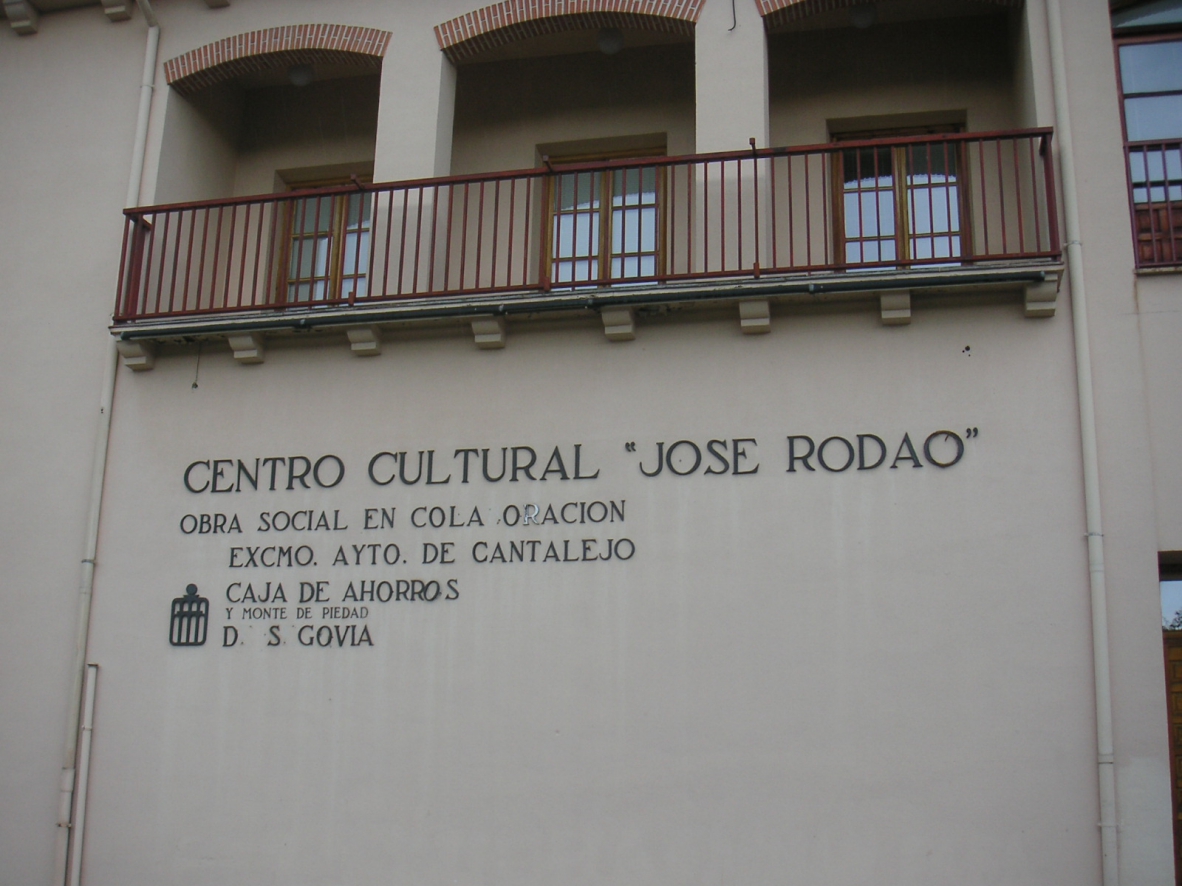 CENTRO CULTURAL "JOSE RODAO"
OBRA SOCIAL EN COLA ORACION
EXCMO. AYTO. DE CANTALEJO
CAJA DE AHORROS
Y MONTE DE PIEDAD
D S GOVIA